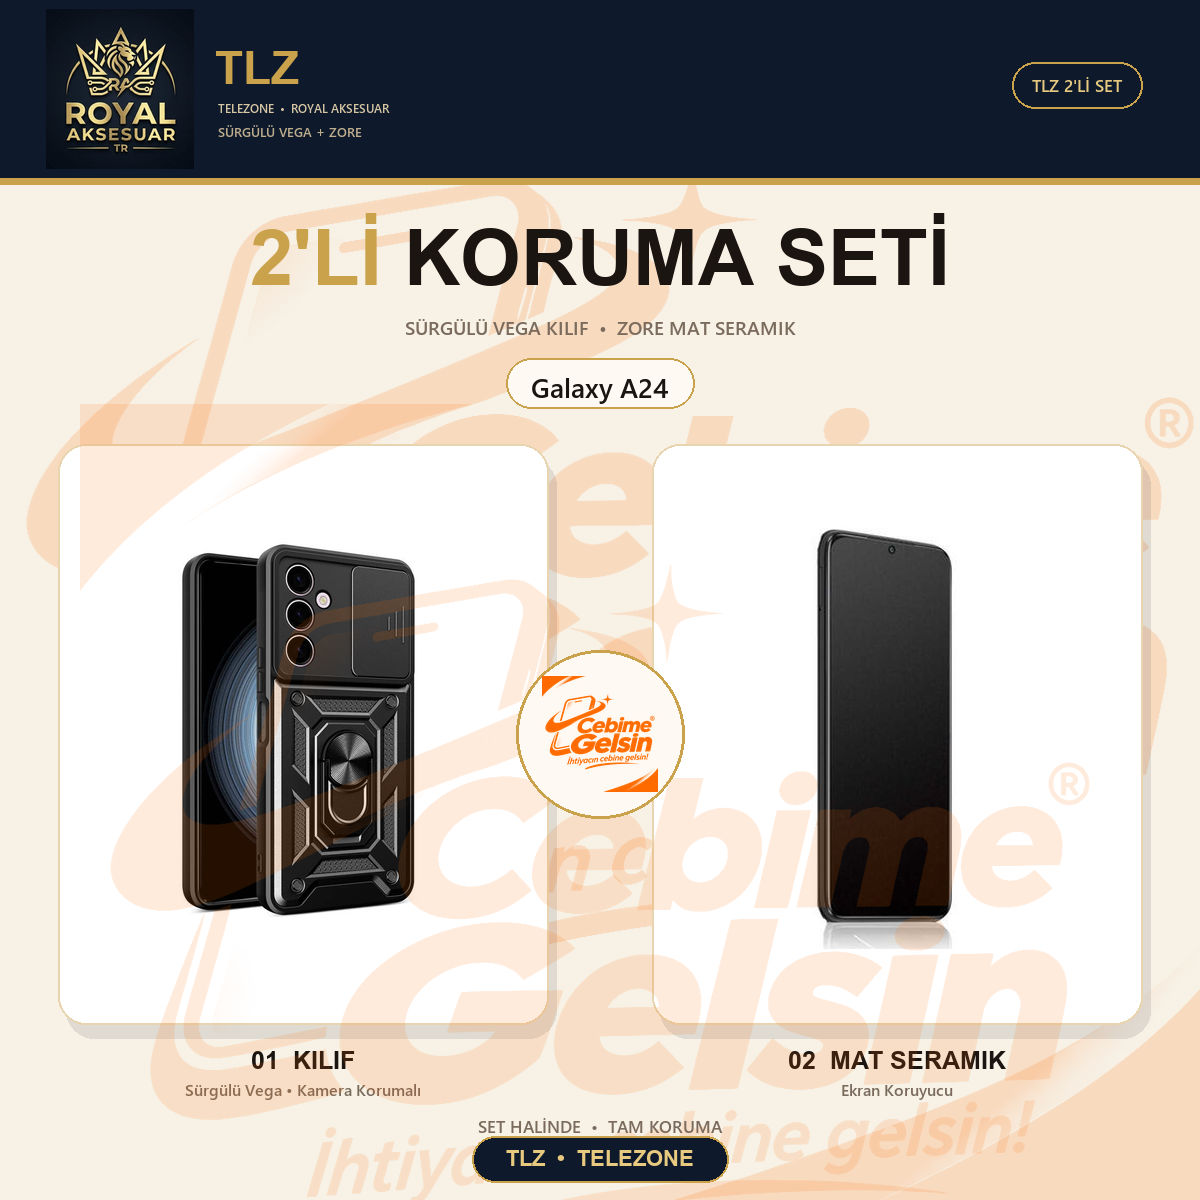 RA
ROYAL
AKSESUAR
TR
TLZ
TELEZONE • ROYAL AKSESUAR
SÜRGÜLÜ VEGA + ZORE
TLZ 2'Lİ SET
2'Lİ KORUMA SETİ
SÜRGÜLÜ VEGA KILIF • ZORE MAT SERAMIK
Galaxy A24
®
Cebime®
Gelsin
İhtiyacın cebine gelsin!
Cebime®
Gelsin
01 KILIF
Sürgülü Vega • Kamera Korumalı
02 MAT SERAMIK
Ekran Koruyucu
SET HALİNDE • TAM KORUMA
TLZ • TELEZONE
gelsin!